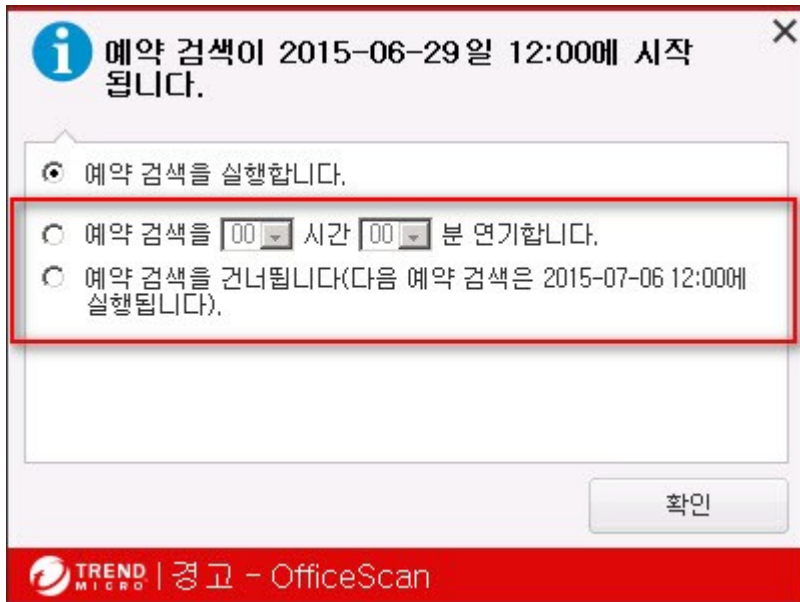 예약 검색이 2015-06-29일 12:00에 시작
됩니다.
예약 검색을 실행합니다.
예약 검색을 00 시간 00 분 연기합니다.
예약 검색을 건너뜁니다(다음 예약 검색은 2015-07-06 12:00에
실행됩니다).
확인
TREND MICRO | 경고 - OfficeScan